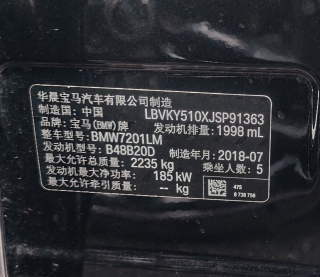 华晨宝马汽车有限公司制造
制造国：中国 LBVKY510XJSP91363
品牌：宝马(BMW)牌 发动机排量：1998 mL
整车型号：BMW7201LM
发动机型号：B48B20D 制造年月：2018-07
最大允许总质量：2235 kg 乘坐人数：5
发动机最大净功率：185 kW
最大允许牵引质量：-- kg
475
8 736 756